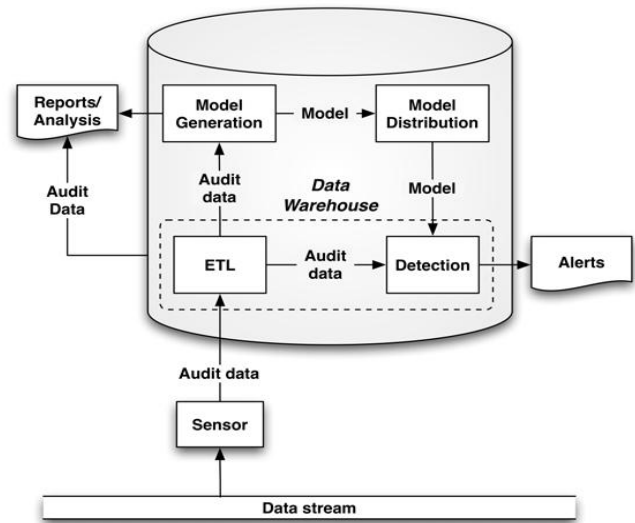 Reports/
Analysis
Model
Generation
Model
Model
Distribution
Audit
Data
Audit
data
Data
Warehouse
Model
ETL
Audit
data
Detection
Alerts
Audit data
Sensor
Data stream